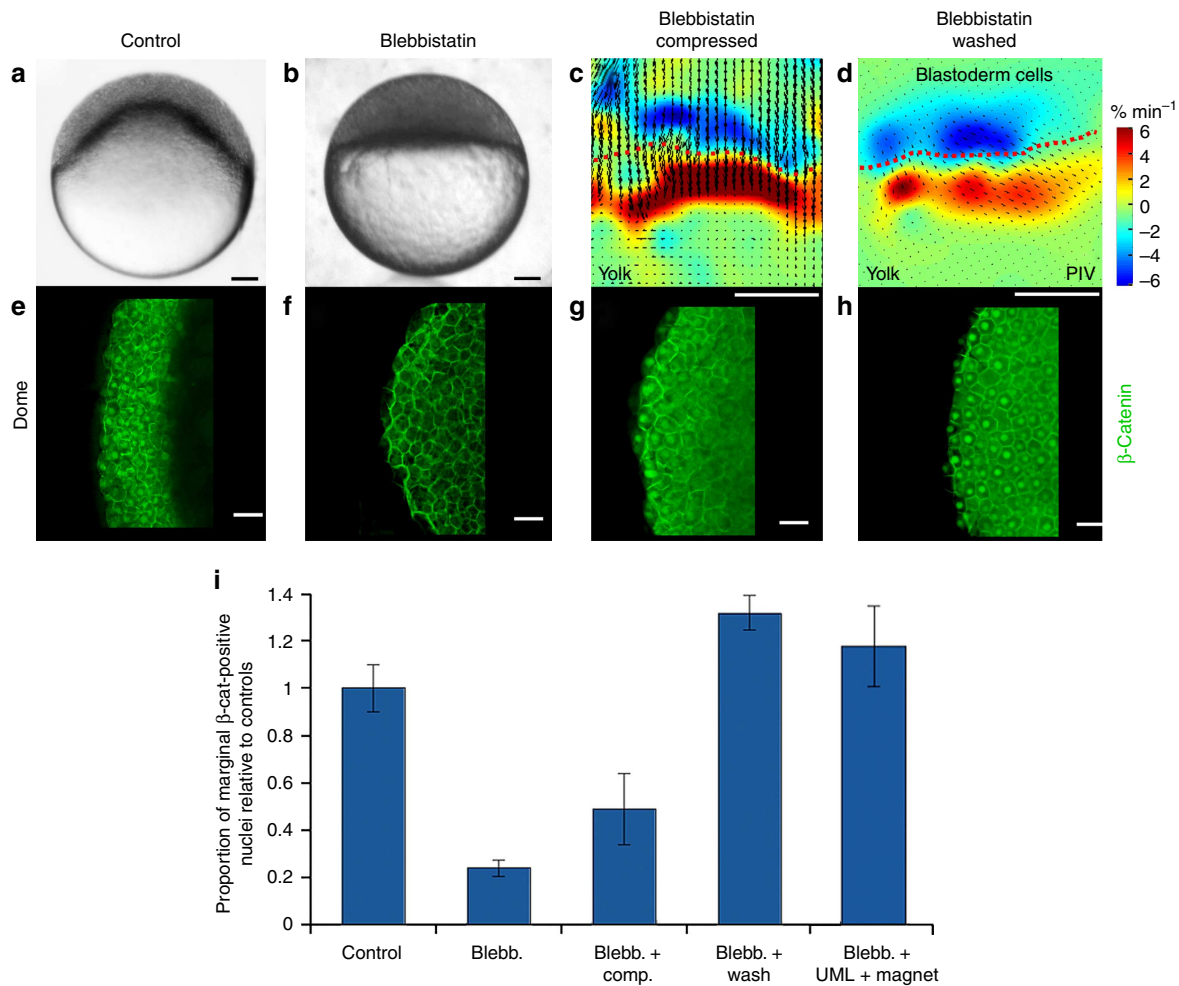 Control
Blebbistatin
Blebbistatin
compressed
Blebbistatin
washed
a
b
c
d
Blastoderm cells
Yolk
Yolk
PIV
% min−1
6
4
2
0
−2
−4
−6
e
f
g
h
Dome
β-Catenin
i
Proportion of marginal β-cat-positive
nuclei relative to controls
1.4
1.2
1
0.8
0.6
0.4
0.2
0
Control
Blebb.
Blebb. +
comp.
Blebb. +
wash
Blebb. +
UML + magnet